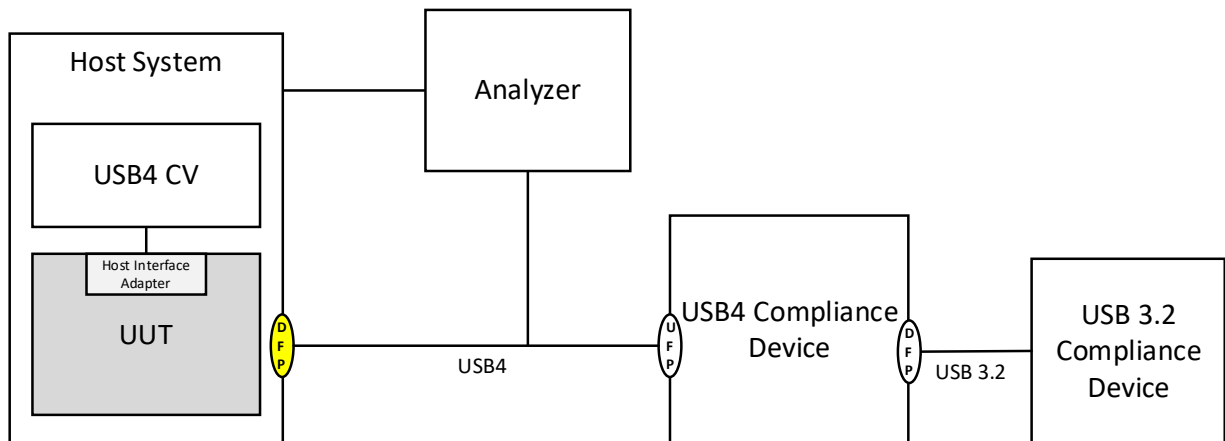 Host System
Analyzer
USB4 CV
Host Interface
Adapter
UUT
D
F
P
USB4
U
F
P
USB4 Compliance
Device
D
F
P
USB 3.2
USB 3.2
Compliance
Device